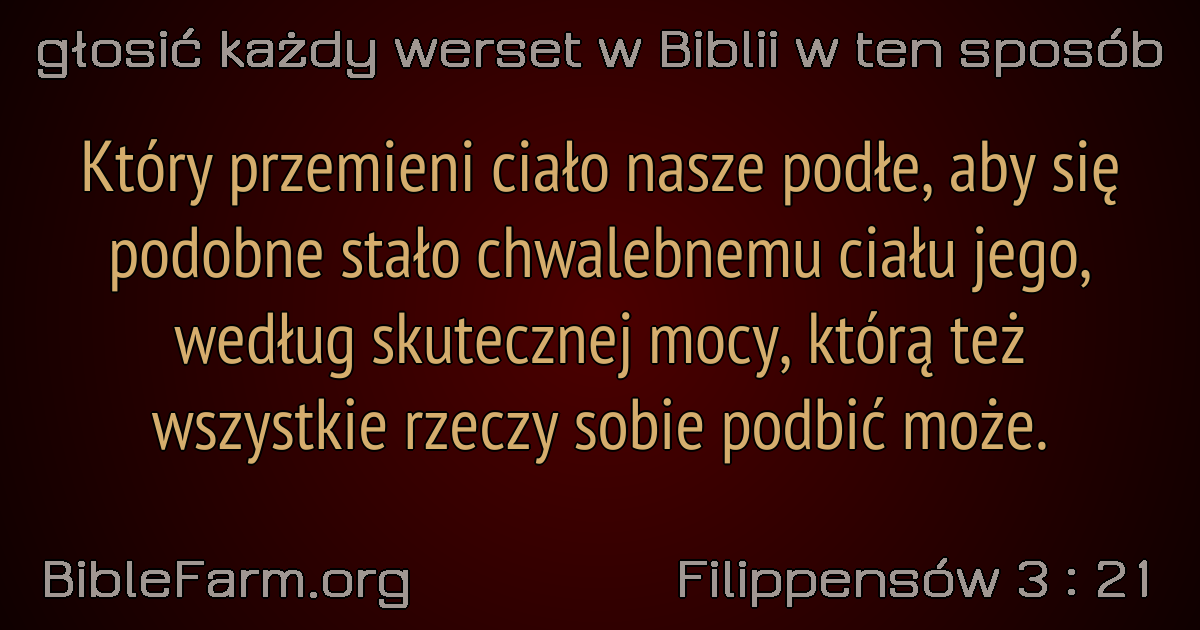 głosić każdy werset w Biblii w ten sposób
Który przemieni ciało nasze podłe, aby się
podobne stało chwalebnemu ciału jego,
według skutecznej mocy, którą też
wszystkie rzeczy sobie podbić może.
BibleFarm.org
Filippensów 3 : 21